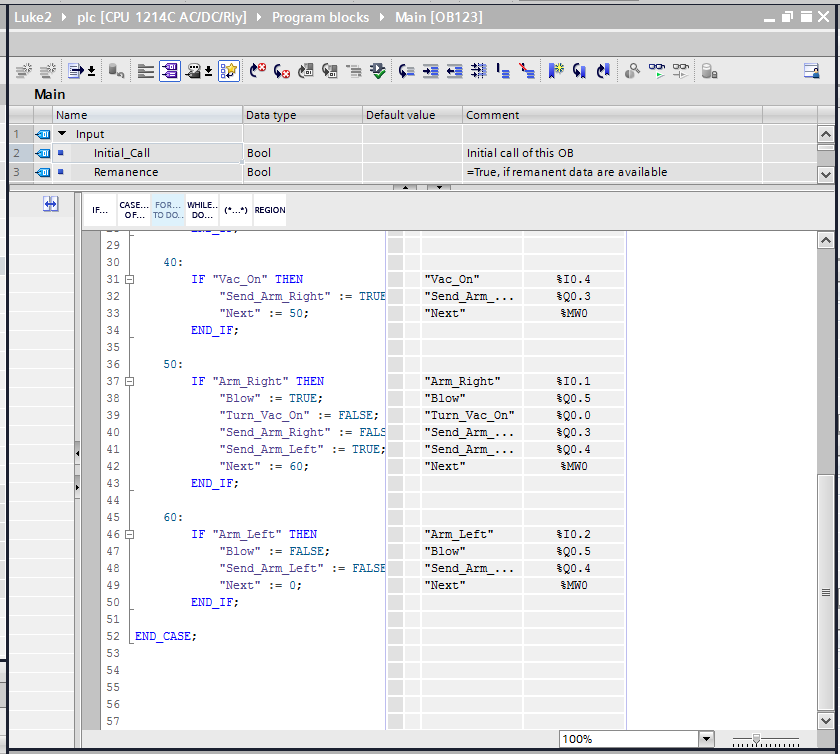 Luke2 ▸ plc [CPU 1214C AC/DC/Rly] ▸ Program blocks ▸ Main [OB123]
Main
Name Data type Default value Comment
1 Input
2 Initial_Call Bool Initial call of this OB
3 Remanence Bool =True, if remanent data are available
IF... CASE... OF... FOR... TO DO.. WHILE.. DO... (*...*) REGION
29
30 40:
31 IF "Vac_On" THEN "Vac_On" %I0.4
32 "Send_Arm_Right" := TRUE "Send_Arm_... %Q0.3
33 "Next" := 50; "Next" %MW0
34 END_IF;
35
36 50:
37 IF "Arm_Right" THEN "Arm_Right" %I0.1
38 "Blow" := TRUE; "Blow" %Q0.5
39 "Turn_Vac_On" := FALSE; "Turn_Vac_On" %Q0.0
40 "Send_Arm_Right" := FALS "Send_Arm_... %Q0.3
41 "Send_Arm_Left" := TRUE; "Send_Arm_... %Q0.4
42 "Next" := 60; "Next" %MW0
43 END_IF;
44
45 60:
46 IF "Arm_Left" THEN "Arm_Left" %I0.2
47 "Blow" := FALSE; "Blow" %Q0.5
48 "Send_Arm_Left" := FALSE "Send_Arm_... %Q0.4
49 "Next" := 0; "Next" %MW0
50 END_IF;
51
52 END_CASE;
53
54
55
56
57
100%